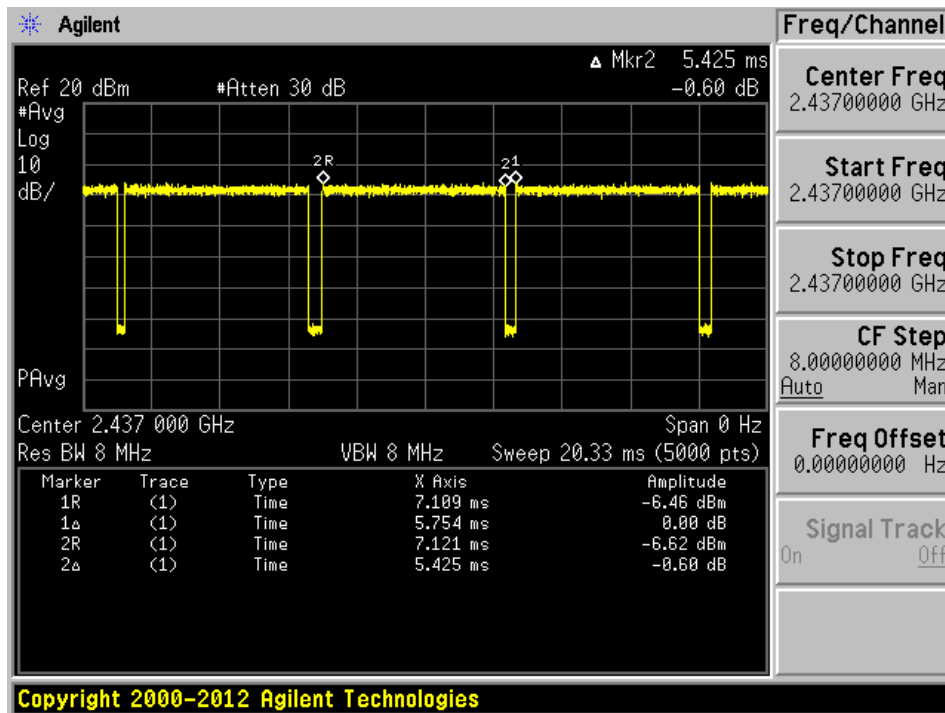 Agilent
Freq/Channel
▵ Mkr2 5.425 ms
Ref 20 dBm #Atten 30 dB -0.60 dB
#Avg
Log
10
dB/
2R
21
PAvg
Center 2.437 000 GHz Span 0 Hz
Res BW 8 MHz VBW 8 MHz Sweep 20.33 ms (5000 pts)
Marker Trace Type X Axis Amplitude
1R (1) Time 7.109 ms -6.46 dBm
1▵ (1) Time 5.754 ms 0.00 dB
2R (1) Time 7.121 ms -6.62 dBm
2▵ (1) Time 5.425 ms -0.60 dB
Center Freq
2.43700000 GHz
Start Freq
2.43700000 GHz
Stop Freq
2.43700000 GHz
CF Step
8.00000000 MHz
Auto Man
Freq Offset
0.00000000 Hz
Signal Track
On Off
Copyright 2000-2012 Agilent Technologies